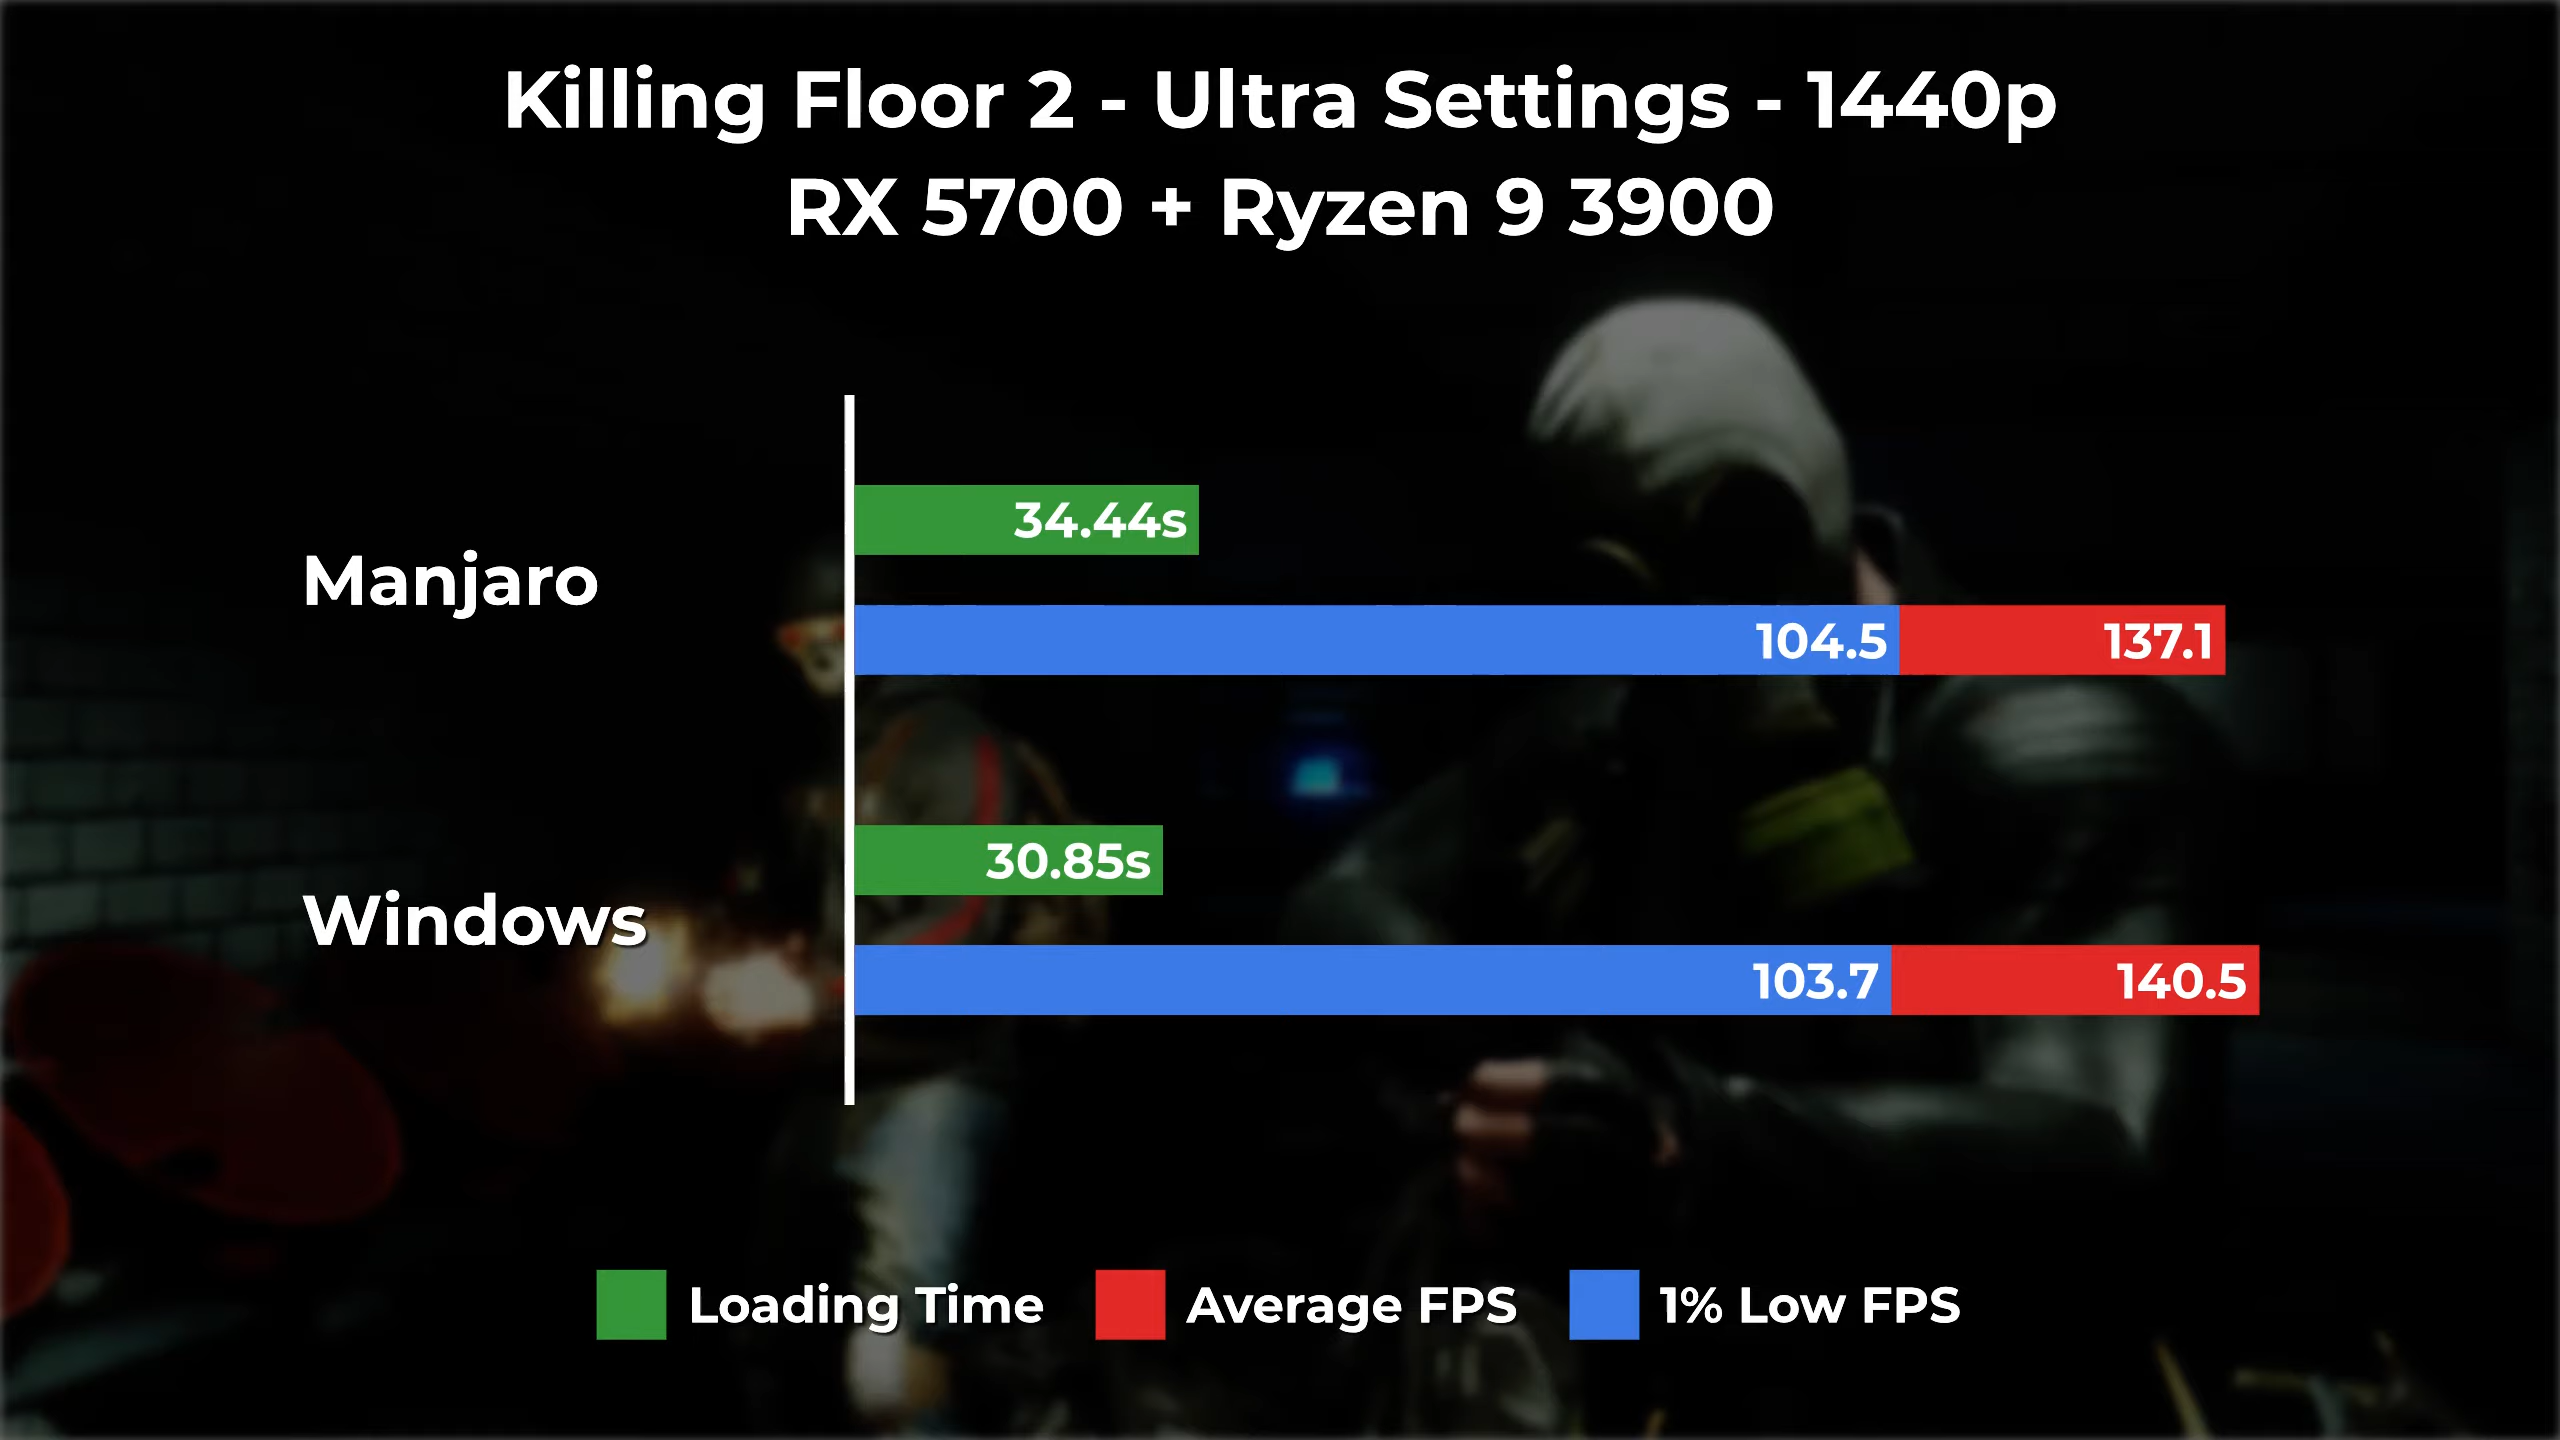 Killing Floor 2 - Ultra Settings - 1440p
RX 5700 + Ryzen 9 3900
Manjaro
34.44s
104.5 137.1
Windows
30.85s
103.7 140.5
Loading Time Average FPS 1% Low FPS